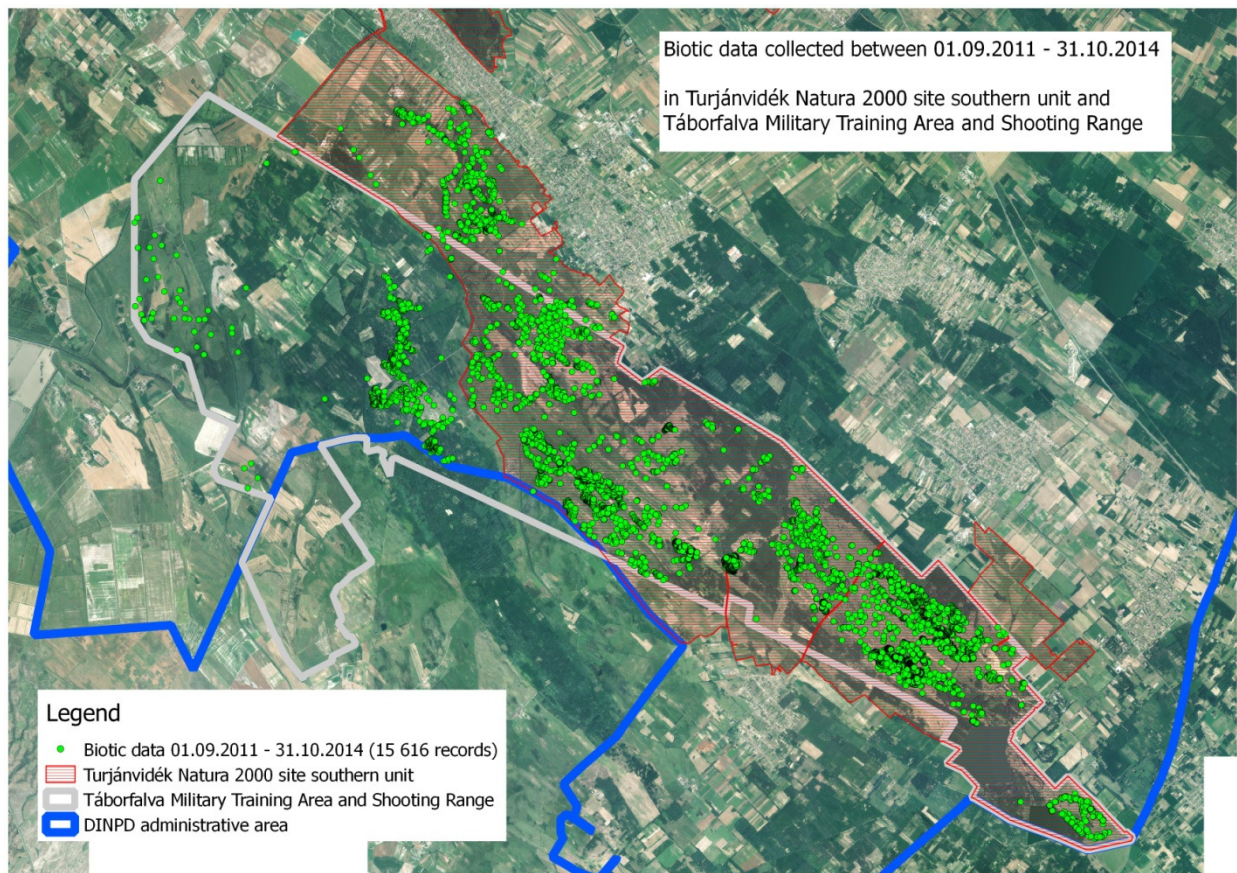 Biotic data collected between 01.09.2011 - 31.10.2014
in Turjánvidék Natura 2000 site southern unit and
Táborfalva Military Training Area and Shooting Range
Legend
Biotic data 01.09.2011 - 31.10.2014 (15 616 records)
Turjánvidék Natura 2000 site southern unit
Táborfalva Military Training Area and Shooting Range
DINPD administrative area